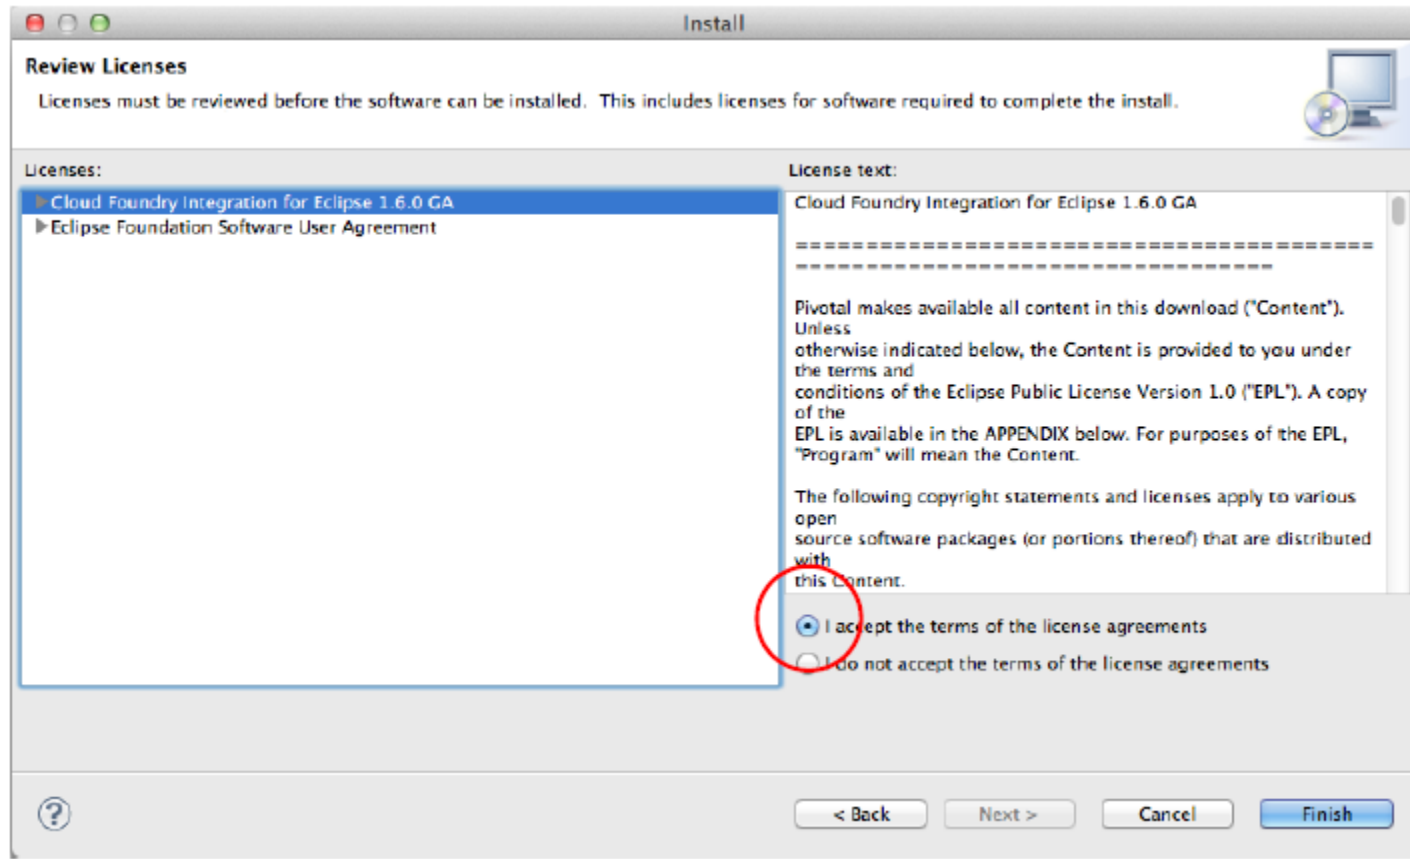 Install
Review Licenses
Licenses must be reviewed before the software can be installed. This includes licenses for software required to complete the install.
Licenses:
Cloud Foundry Integration for Eclipse 1.6.0 GA
Eclipse Foundation Software User Agreement
License text:
Cloud Foundry Integration for Eclipse 1.6.0 GA
=========================================
==================================
Pivotal makes available all content in this download ("Content").
Unless
otherwise indicated below, the Content is provided to you under
the terms and
conditions of the Eclipse Public License Version 1.0 ("EPL"). A copy
of the
EPL is available in the APPENDIX below. For purposes of the EPL,
"Program" will mean the Content.
The following copyright statements and licenses apply to various
open
source software packages (or portions thereof) that are distributed
with
this Content.
I accept the terms of the license agreements
I do not accept the terms of the license agreements
?
< Back
Next >
Cancel
Finish